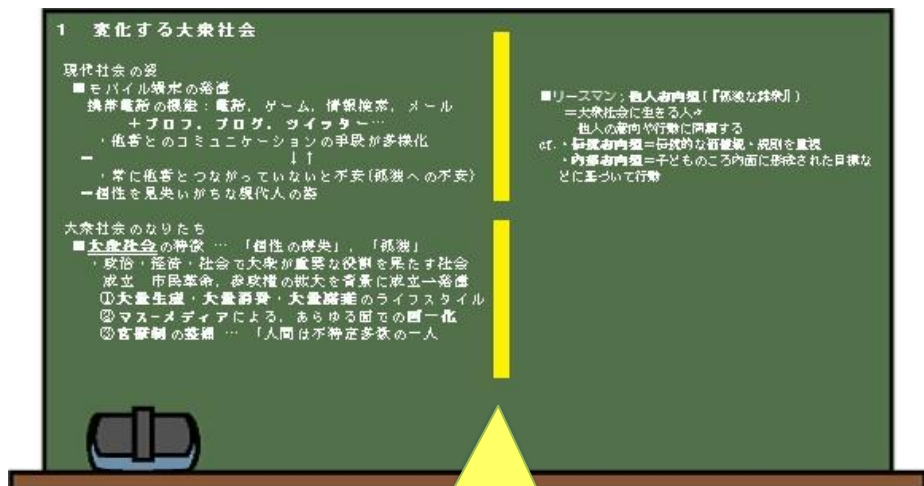 1　変化する大衆社会
現代社会の姿
■モバイル端末の発達
携帯電話の機能：電話，ゲーム，情報検索，メール
＋プロフ，ブログ，ツイッター…
・他者とのコミュニケーションの手段が多様化
→　↓↑
・常に他者とつながっていないと不安(孤独への不安)
→個性を見失いがちな現代人の姿
大衆社会のなりたち
■大衆社会の特徴 … 「個性の喪失」，「孤独」
・政治・経済・社会で大衆が重要な役割を果たす社会
成立　市民革命，参政権の拡大を背景に成立→発達
①大量生産・大量消費・大量廃棄のライフスタイル
②マス－メディアによる，あらゆる面での画一化
③官僚制の整備 … 「人間は不特定多数の一人
■リースマン；他人志向型(『孤独な群衆』)
＝大衆社会に生きる人々
他人の意向や行動に同調する
cf.・伝統志向型＝伝統的な価値観・規則を重視
・内部志向型＝子どものころ内面に形成された目標な
どに基づいて行動